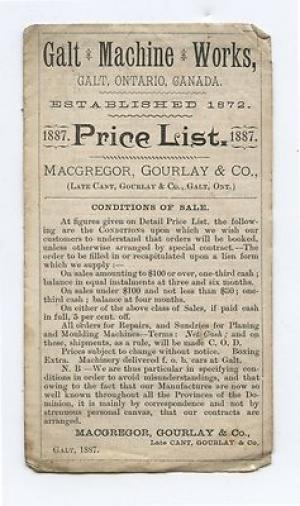 Galt Machine Works,
GALT, ONTARIO, CANADA.
ESTABLISHED 1872.
1887. Price List. 1887.
MACGREGOR, GOURLAY & CO.,
(LATE CANT, GOURLAY & CO., GALT, ONT.)
CONDITIONS OF SALE.
At figures given on Detail Price List, the follow-
ing are the CONDITIONS upon which we wish our
customers to understand that orders will be booked,
unless otherwise arranged by special contract.—The
order to be filled in or recapitulated upon a lien form
which we supply :—
On sales amounting to $100 or over, one-third cash ;
balance in equal instalments at three and six months.
On sales under $100 and not less than $50 ; one-
third cash ; balance at four months.
On either of the above class of Sales, if paid cash
in full, 5 per cent. off.
All orders for Repairs, and Sundries for Planing
and Moulding Machines—Terms: Net Cash ; and on
these, shipments, as a rule, will be made C. O. D.
Prices subject to change without notice. Boxing
Extra. Machinery delivered f. o. b. cars at Galt.
N. B—We are thus particular in specifying con-
ditions in order to avoid misunderstandings, and that
owing to the fact that our Manufactures are now so
well known throughout all the Provinces of the Do-
minion, it is mainly by correspondence and not by
strenuous personal canvas, that our contracts are
arranged.
MACGREGOR, GOURLAY & CO.,
Late CANT, GOURLAY & Co.
GALT, 1887.